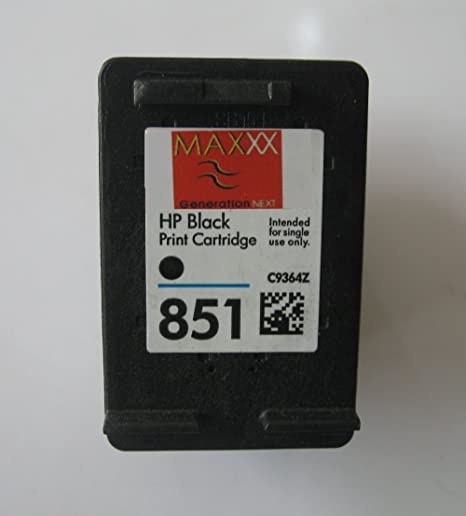 MAXXX
Generation NEXT
HP Black
Print Cartridge
Intended
for single
use only.
C9364Z
851